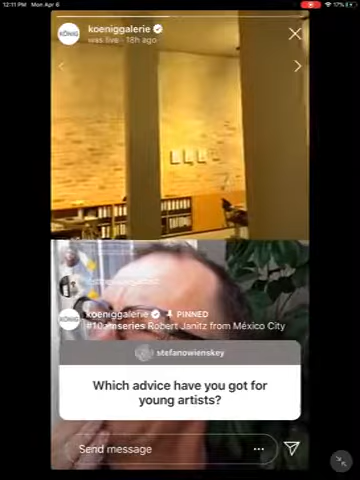 12:11 PM Mon Apr 6
17%
KÖNIG
koeniggalerie
was live · 18h ago
koeniggalerie PINNED
#10amseries Robert Janitz from México City
stefanowienskey
Which advice have you got for
young artists?
Send message